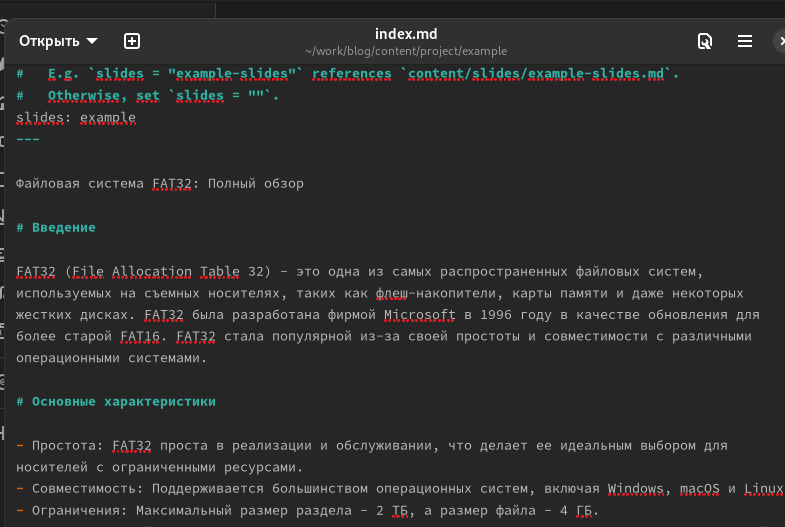 Открыть
index.md
~/work/blog/content/project/example
#   E.g. `slides = "example-slides"` references `content/slides/example-slides.md`.
#   Otherwise, set `slides = ""`.
slides: example
---
Файловая система FAT32: Полный обзор
# Введение
FAT32 (File Allocation Table 32) - это одна из самых распространенных файловых систем,
используемых на съемных носителях, таких как флеш-накопители, карты памяти и даже некоторых
жестких дисках. FAT32 была разработана фирмой Microsoft в 1996 году в качестве обновления для
более старой FAT16. FAT32 стала популярной из-за своей простоты и совместимости с различными
операционными системами.
# Основные характеристики
- Простота: FAT32 проста в реализации и обслуживании, что делает ее идеальным выбором для
носителей с ограниченными ресурсами.
- Совместимость: Поддерживается большинством операционных систем, включая Windows, macOS и Linux
- Ограничения: Максимальный размер раздела - 2 ТБ, а размер файла - 4 ГБ.